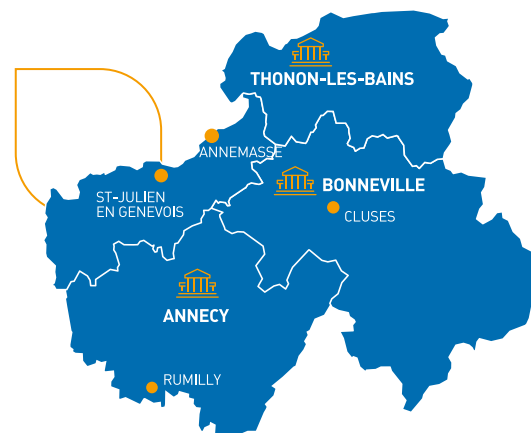 THONON-LES-BAINS
ANNEMASSE
ST-JULIEN
EN GENEVOIS
BONNEVILLE
CLUSES
ANNECY
RUMILLY